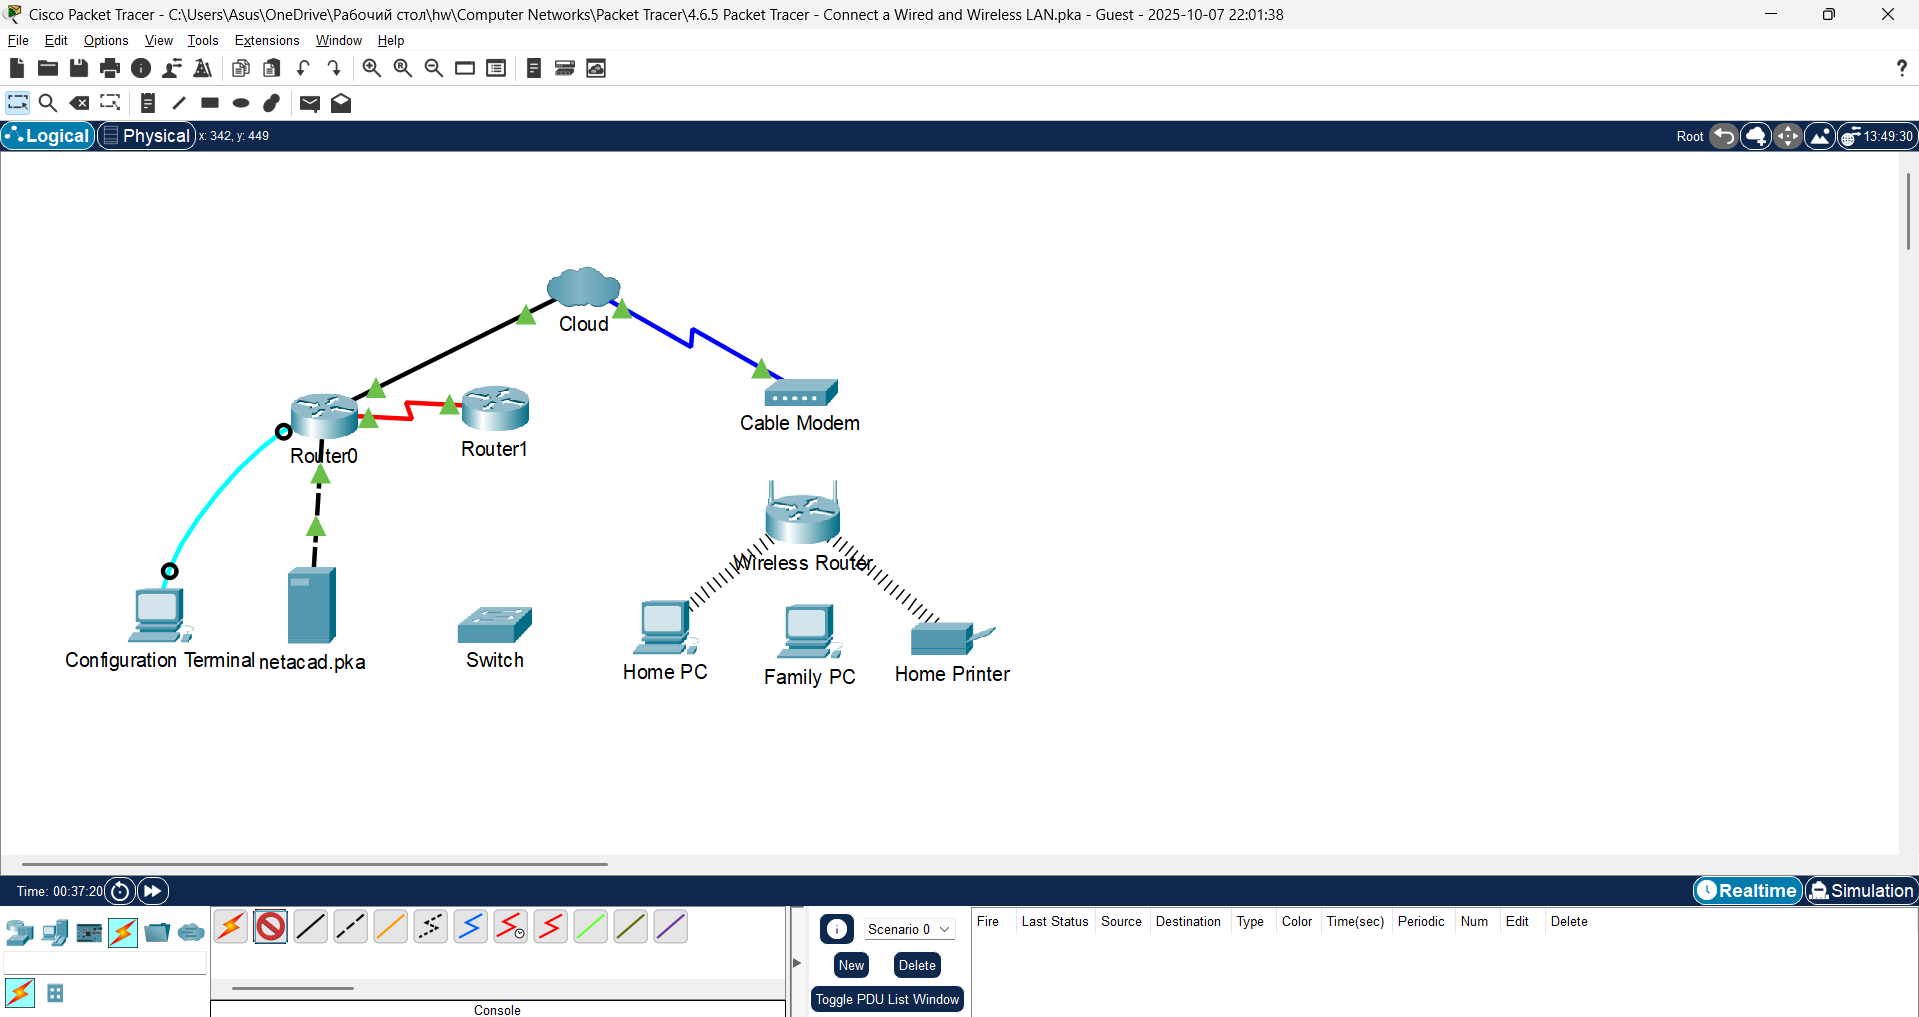 Cisco Packet Tracer - C:\Users\Asus\OneDrive\Рабочий стол\hw\Computer Networks\Packet Tracer\4.6.5 Packet Tracer - Connect a Wired and Wireless LAN.pka - Guest - 2025-10-07 22:01:38
File Edit Options View Tools Extensions Window Help
?
Logical Physical x: 342, y: 449 Root 13:49:30
Cloud
Cable Modem
Router0
Router1
Wireless Router
Configuration Terminal
netacad.pka
Switch
Home PC
Family PC
Home Printer
Time: 00:37:20 Realtime Simulation
Scenario 0
New Delete
Toggle PDU List Window
Fire Last Status Source Destination Type Color Time(sec) Periodic Num Edit Delete
Console